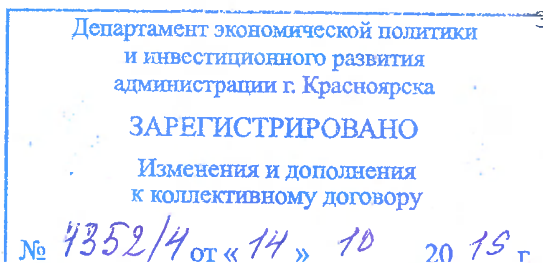 Департамент экономической политики
и инвестиционного развития
администрации г. Красноярска
ЗАРЕГИСТРИРОВАНО
Изменения и дополнения
к коллективному договору
№ 4352/4 от « 14 » 10 20 15 г